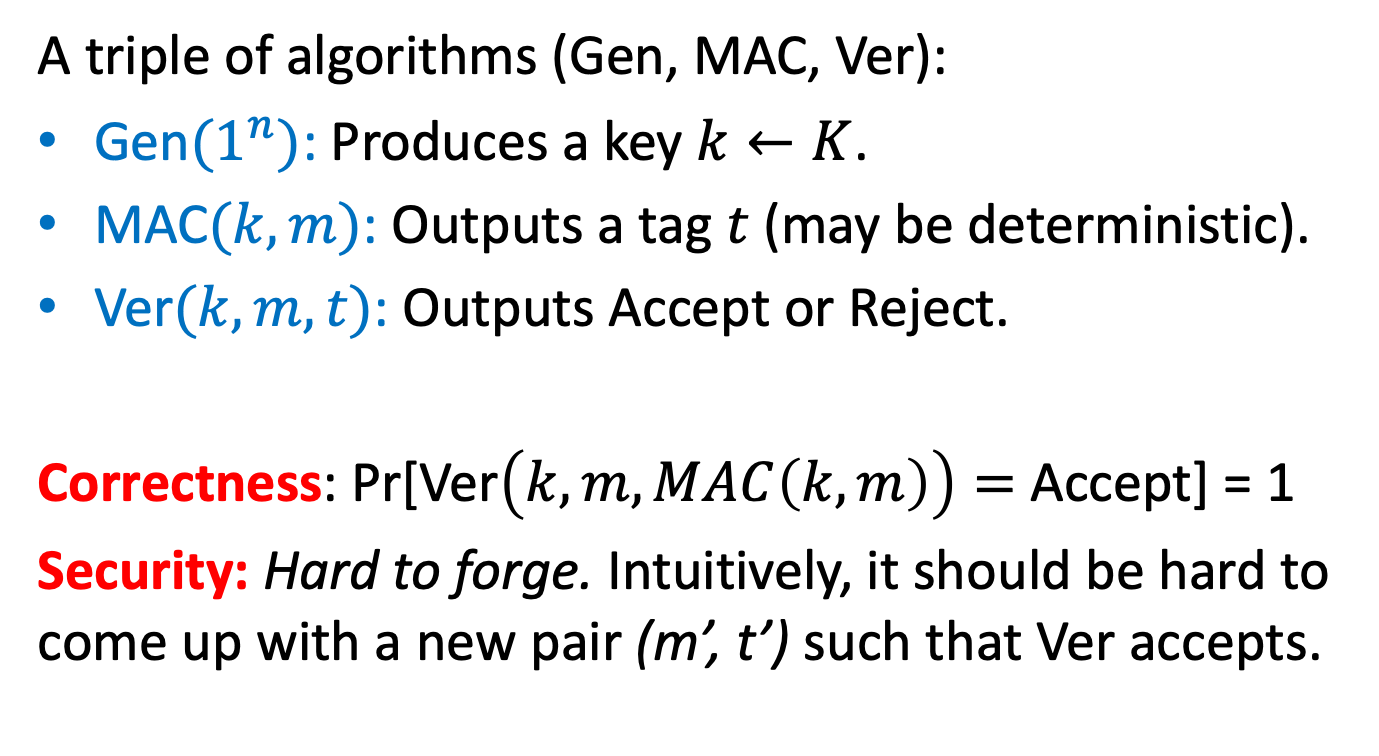 A triple of algorithms (Gen, MAC, Ver):
• Gen(1ⁿ): Produces a key k ← K.
• MAC(k, m): Outputs a tag t (may be deterministic).
• Ver(k, m, t): Outputs Accept or Reject.
Correctness: Pr[Ver(k, m, MAC(k, m)) = Accept] = 1
Security: Hard to forge. Intuitively, it should be hard to
come up with a new pair (m’, t’) such that Ver accepts.